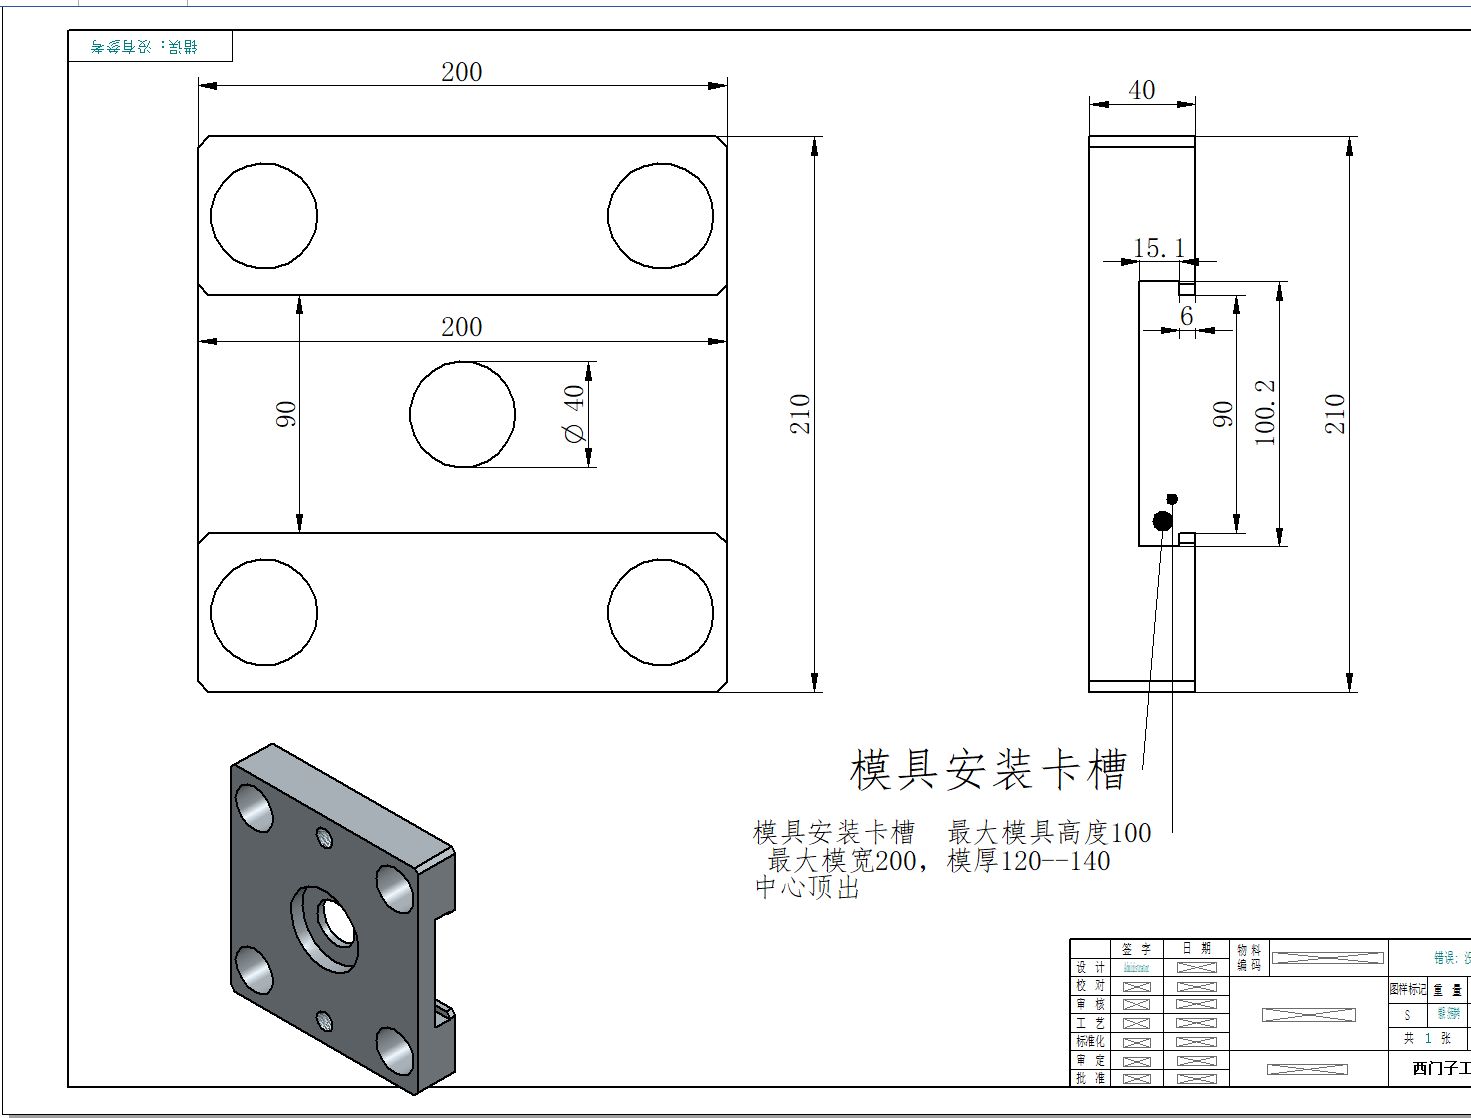 错误：没有参考
200
40
15.1
200
6
90
Ø 40
210
90
100.2
210
模具安装卡槽
模具安装卡槽 最大模具高度100
最大模宽200，模厚120--140
中心顶出
签 字
日 期
物 料
编 码
错误：没
设 计
校 对
审 核
工 艺
标准化
审 定
批 准
图样标记
重 量
S
共 1 张
西门子工